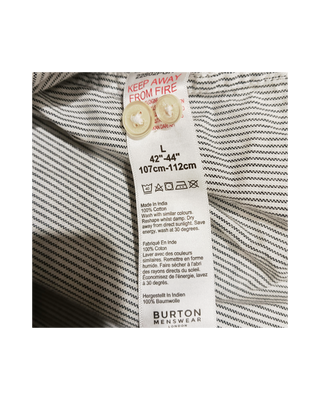 KEEP AWAY
FROM FIRE
L
42"-44"
107cm-112cm
Made In India
100% Cotton
Wash with similar colours.
Reshape whilst damp. Dry
away from direct sunlight. Save
energy, wash at 30 degrees.
Fabriqué En Inde
100% Coton
Laver avec des couleurs
similaires. Remettre en forme
humide. Faire sécher à l'abri
des rayons directs du soleil.
Économisez de l'énergie, lavez
à 30 degrés.
Hergestellt In Indien
100% Baumwolle
BURTON
MENSWEAR
LONDON